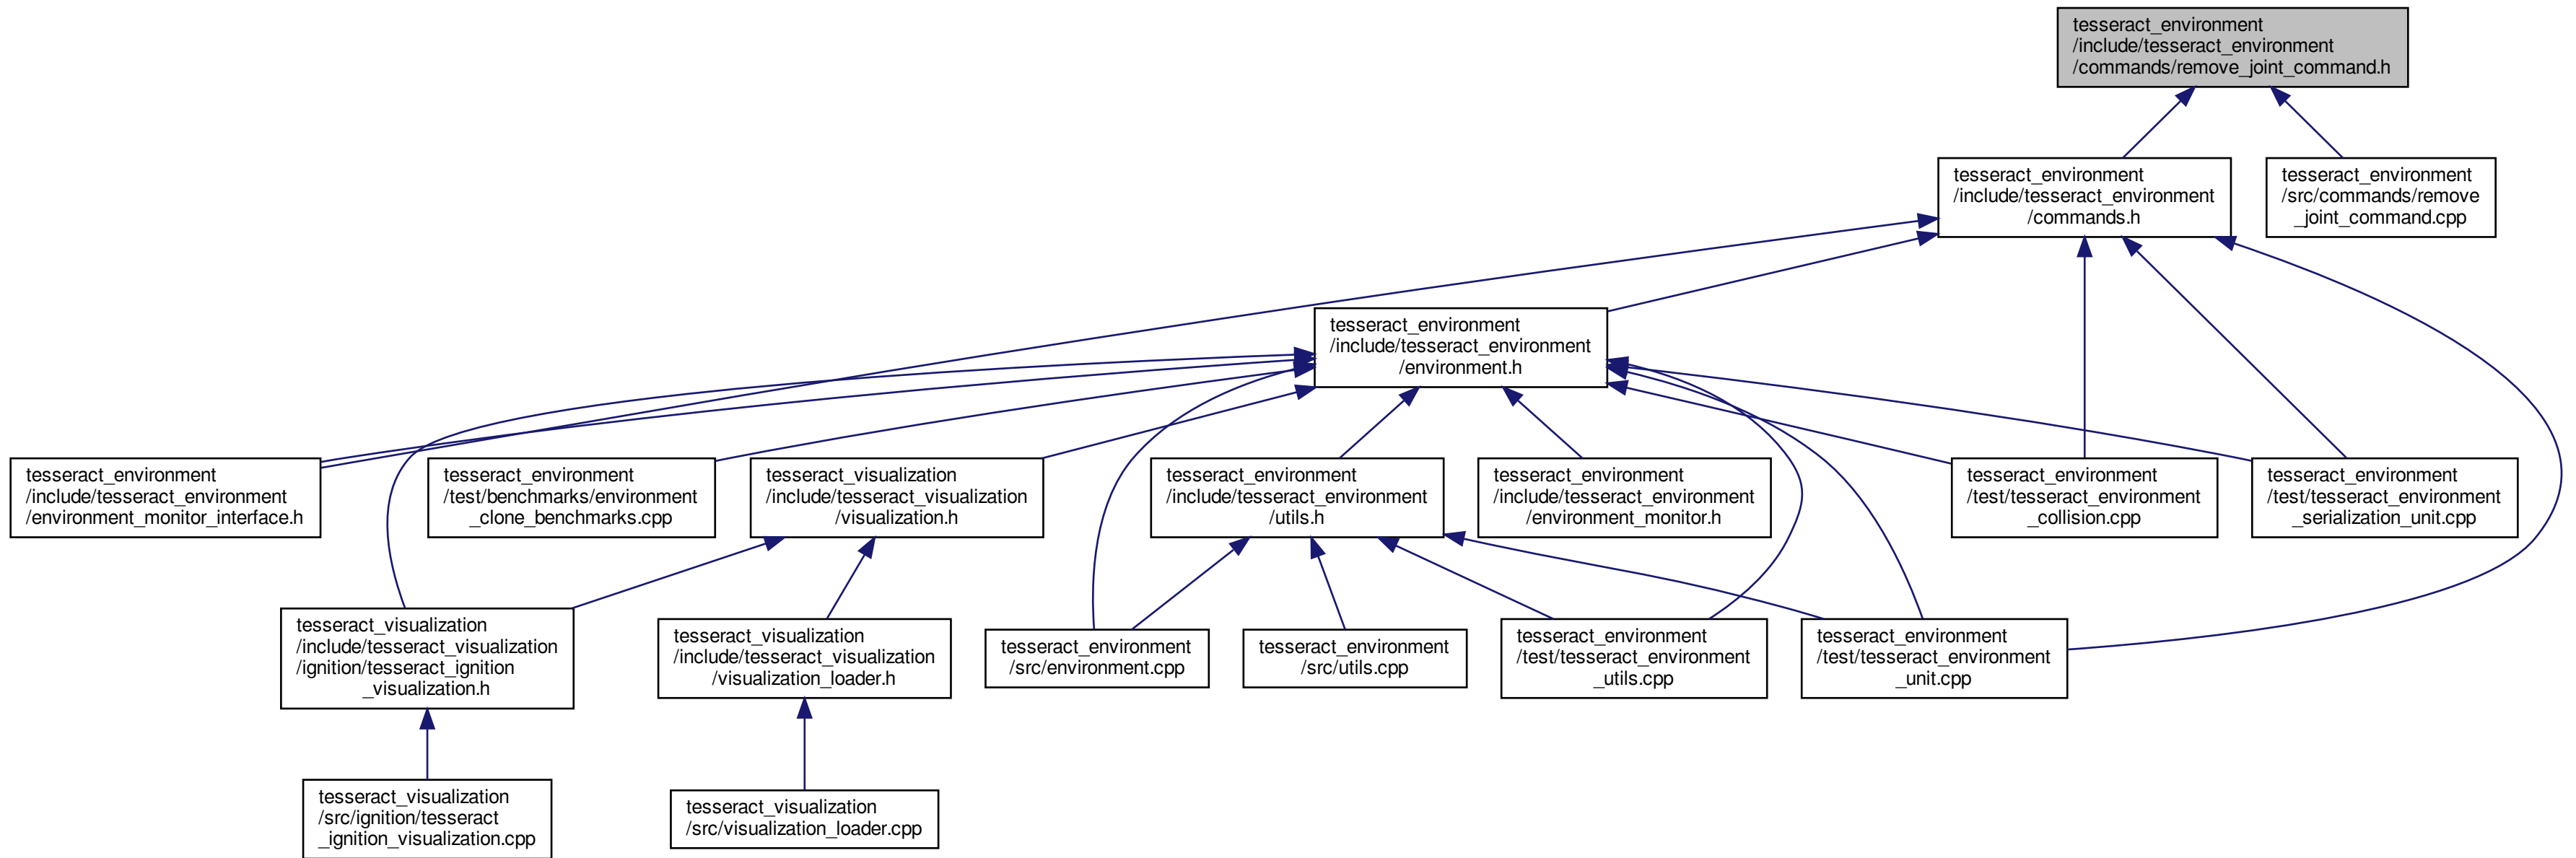 tesseract_environment
/include/tesseract_environment
/commands/remove_joint_command.h
tesseract_environment
/include/tesseract_environment
/commands.h
tesseract_environment
/src/commands/remove
_joint_command.cpp
tesseract_environment
/include/tesseract_environment
/environment.h
tesseract_environment
/include/tesseract_environment
/environment_monitor_interface.h
tesseract_environment
/test/benchmarks/environment
_clone_benchmarks.cpp
tesseract_visualization
/include/tesseract_visualization
/visualization.h
tesseract_environment
/include/tesseract_environment
/utils.h
tesseract_environment
/include/tesseract_environment
/environment_monitor.h
tesseract_environment
/test/tesseract_environment
_collision.cpp
tesseract_environment
/test/tesseract_environment
_serialization_unit.cpp
tesseract_visualization
/include/tesseract_visualization
/ignition/tesseract_ignition
_visualization.h
tesseract_visualization
/include/tesseract_visualization
/visualization_loader.h
tesseract_environment
/src/environment.cpp
tesseract_environment
/src/utils.cpp
tesseract_environment
/test/tesseract_environment
_utils.cpp
tesseract_environment
/test/tesseract_environment
_unit.cpp
tesseract_visualization
/src/ignition/tesseract
_ignition_visualization.cpp
tesseract_visualization
/src/visualization_loader.cpp